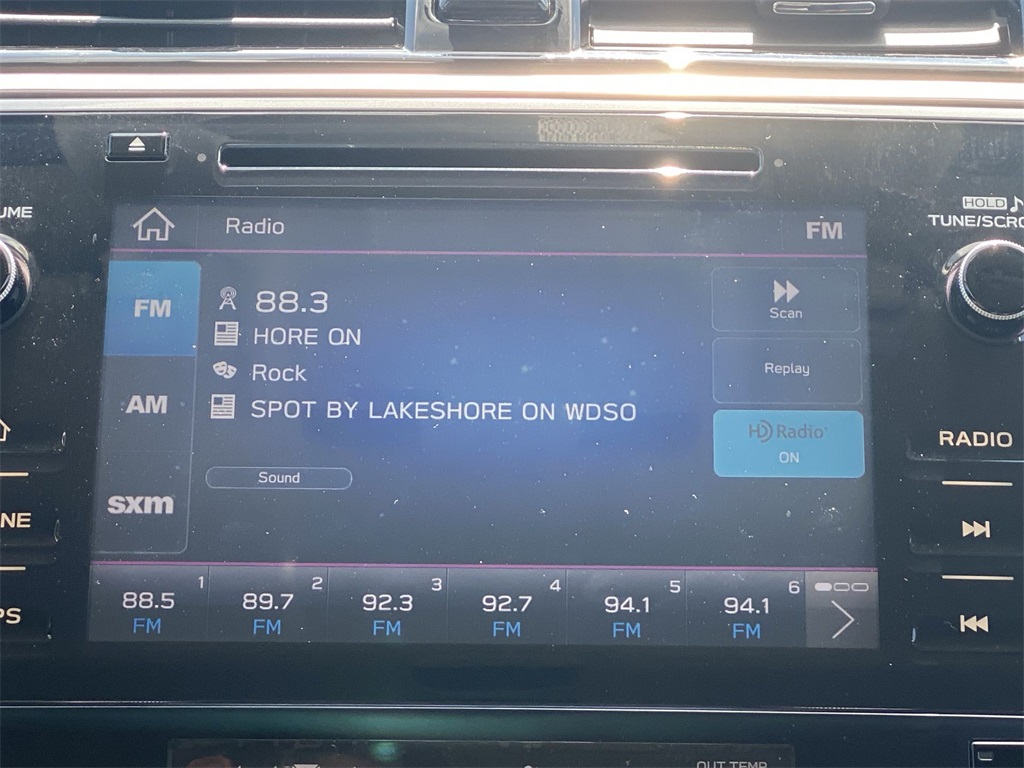 UME
HOLD
TUNE/SCRO
Radio
FM
FM
88.3
Scan
HORE ON
Rock
Replay
AM
SPOT BY LAKESHORE ON WDSO
HD Radio
ON
RADIO
Sound
sxm
NE
1 2 3 4 5 6
88.5 89.7 92.3 92.7 94.1 94.1
FM FM FM FM FM FM
PS
OUT TEMP